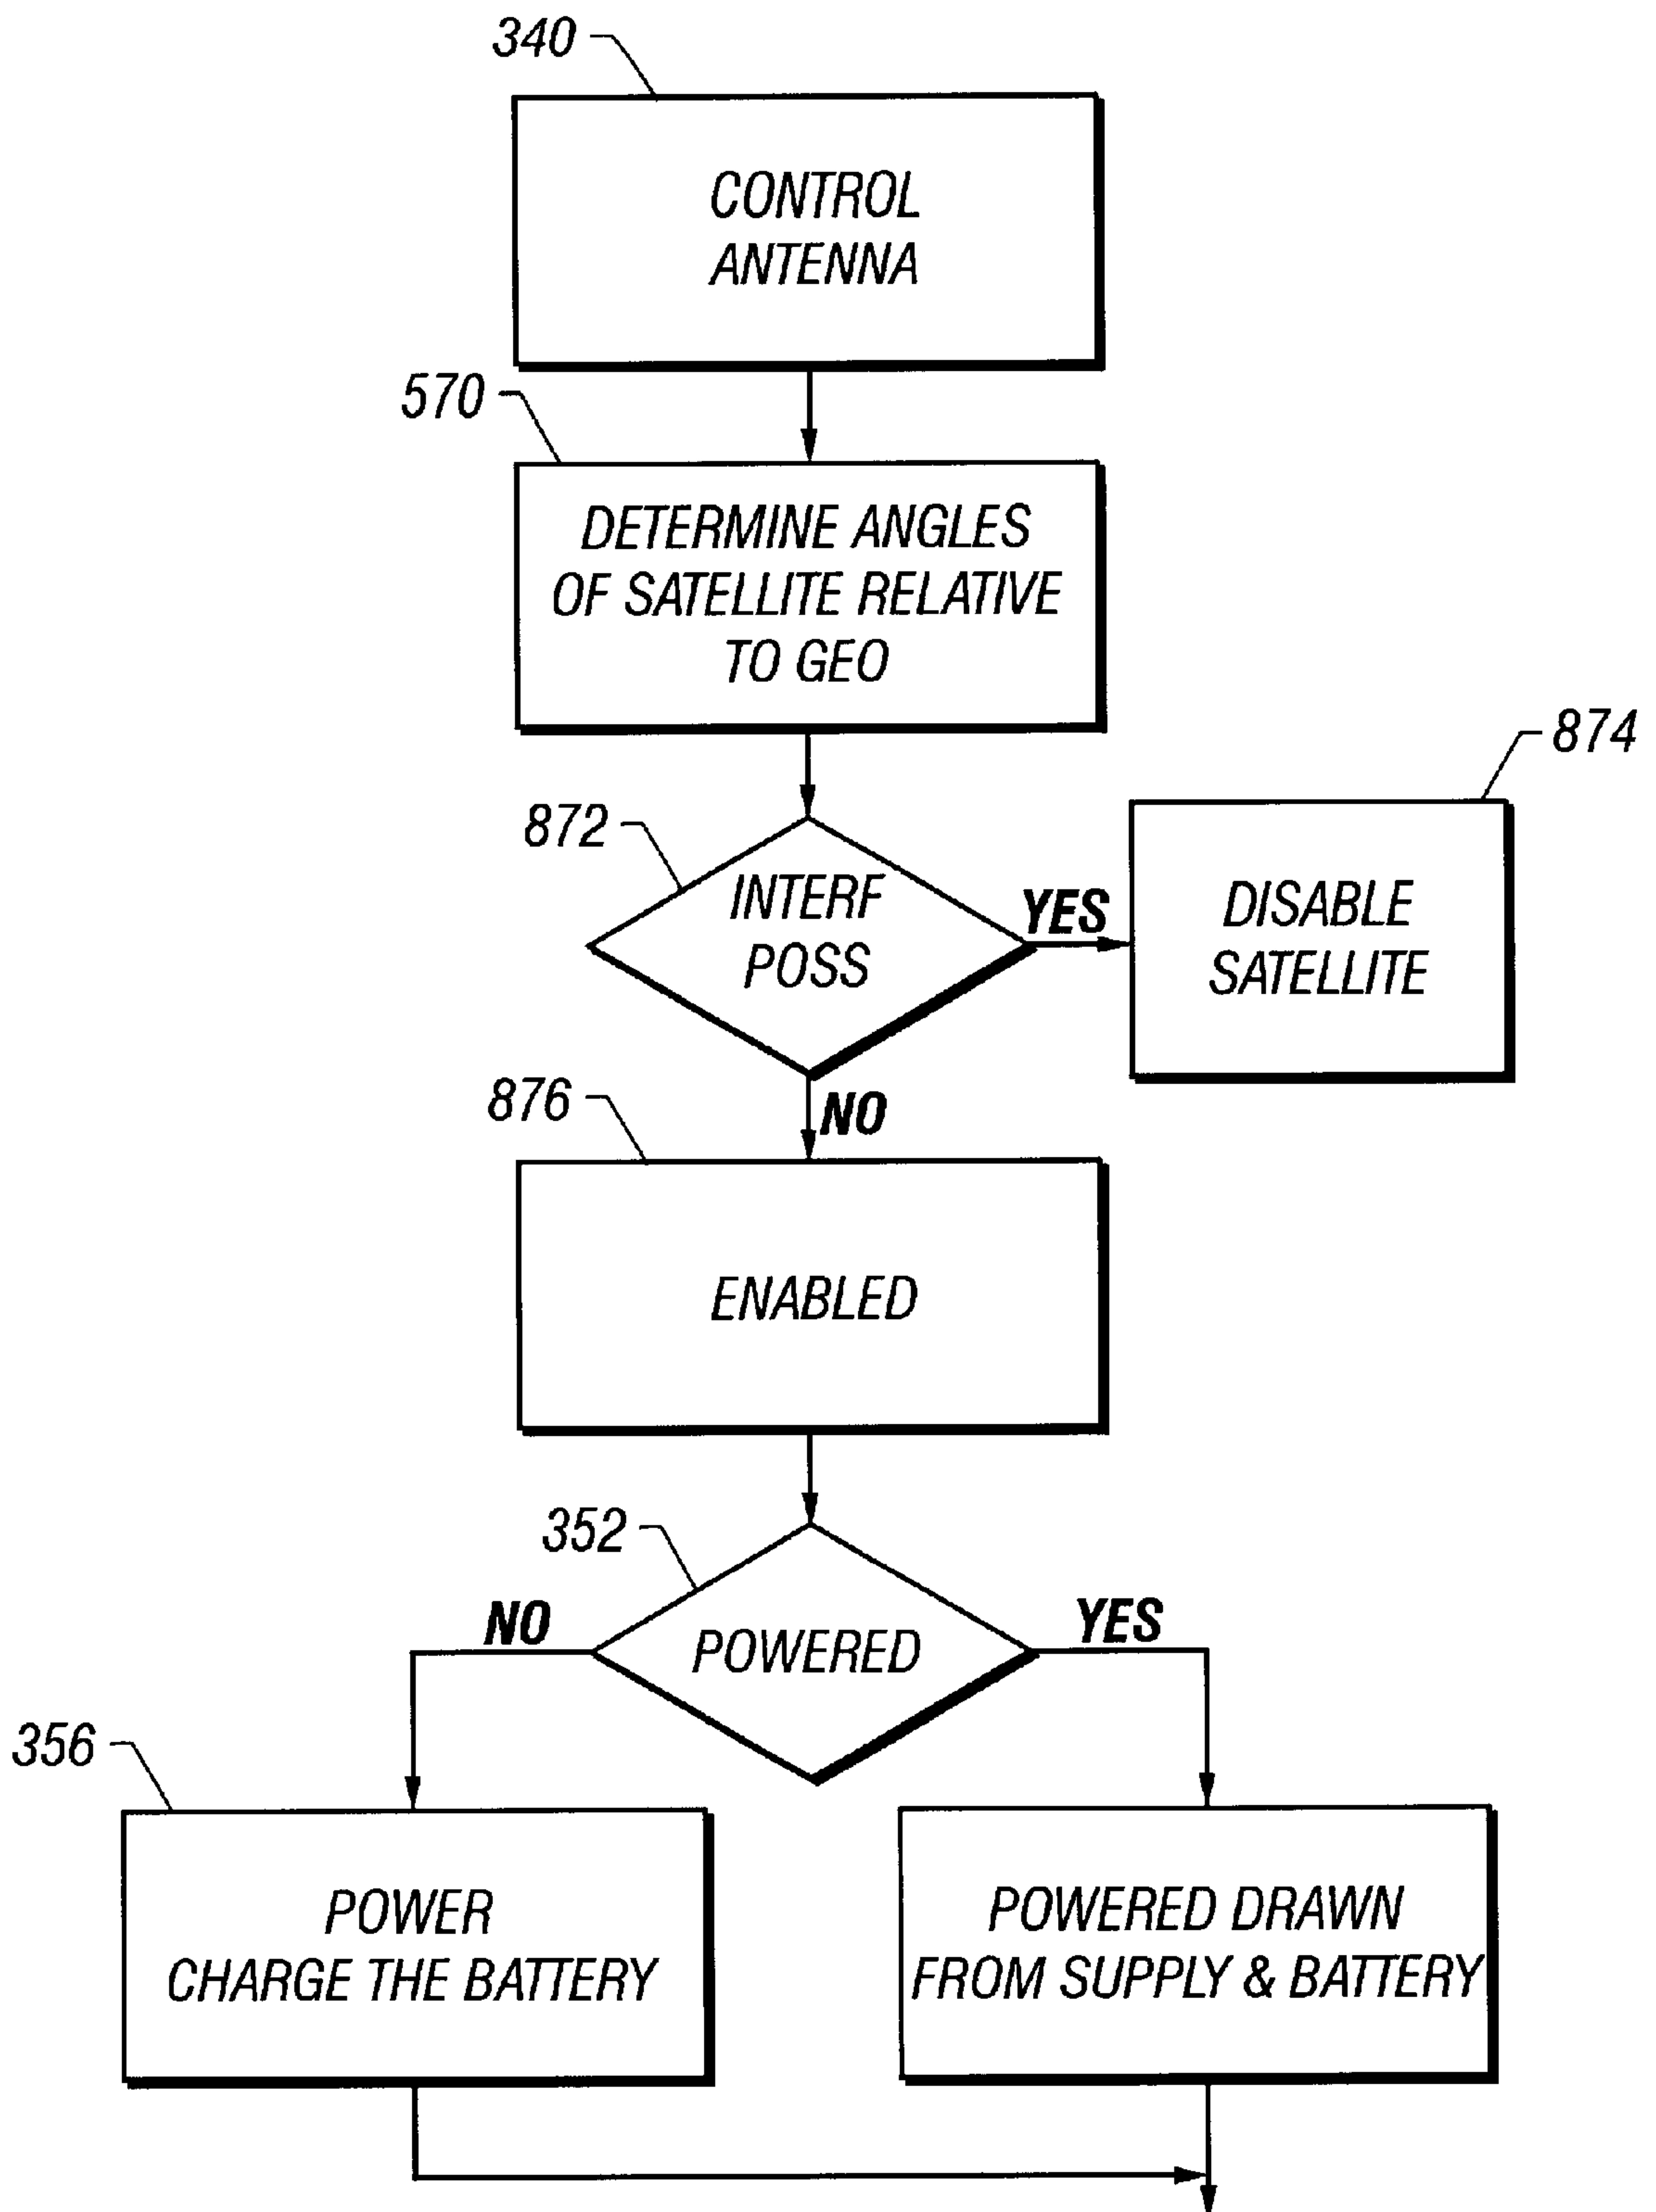 340
CONTROL
ANTENNA
570
DETERMINE ANGLES
OF SATELLITE RELATIVE
TO GEO
872
INTERF
POSS
YES
874
DISABLE
SATELLITE
NO
876
ENABLED
352
POWERED
NO
YES
356
POWER
CHARGE THE BATTERY
POWERED DRAWN
FROM SUPPLY & BATTERY